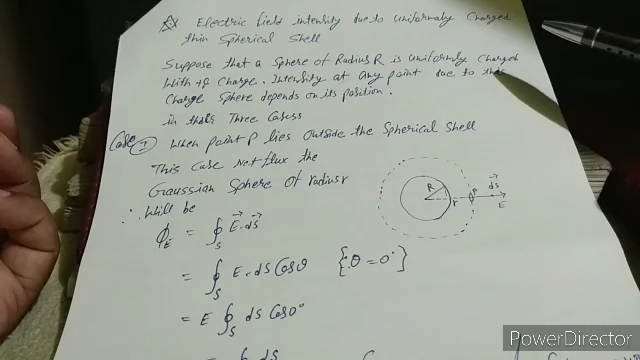 Electric field intensity due to uniformly charged
thin Spherical Shell
Suppose that a Sphere of Radius R is uniformly charged
with +q Charge. Intensity at any point due to this
Charge Sphere depends on its position.
in this Three Casess
Case 1 When point P lies outside the Spherical Shell
This Case Net flux the
Gaussian Sphere of radius r
∴ Will be
R
r
P
ds→
E
ϕE = ∮S E→.ds→
= ∮S E.ds Cosθ {∵θ=0°}
= E ∮S ds Cos0°
= ∮ ds
PowerDirector